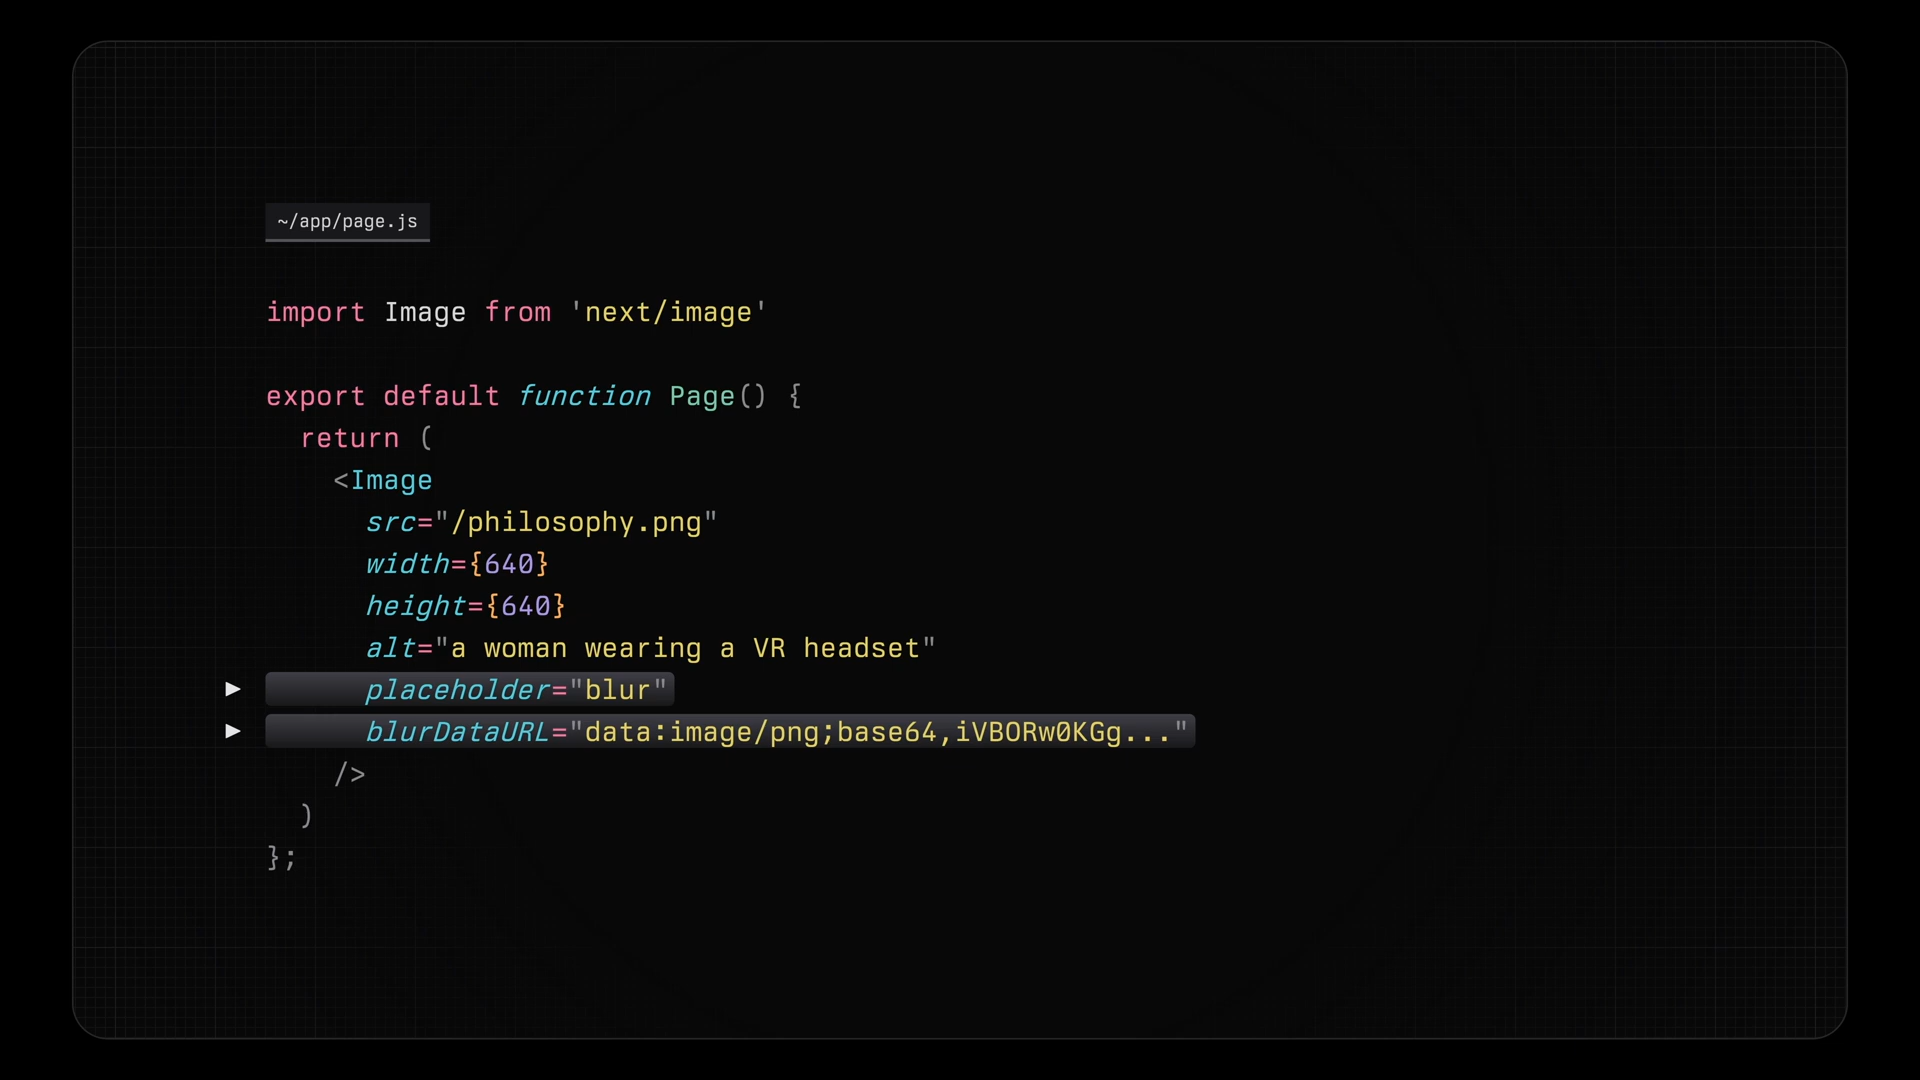 ~/app/page.js
import Image from 'next/image'
export default function Page() {
return (
<Image
src="/philosophy.png"
width={640}
height={640}
alt="a woman wearing a VR headset"
placeholder="blur"
blurDataURL="data:image/png;base64,iVBORw0KGg..."
/>
)
};